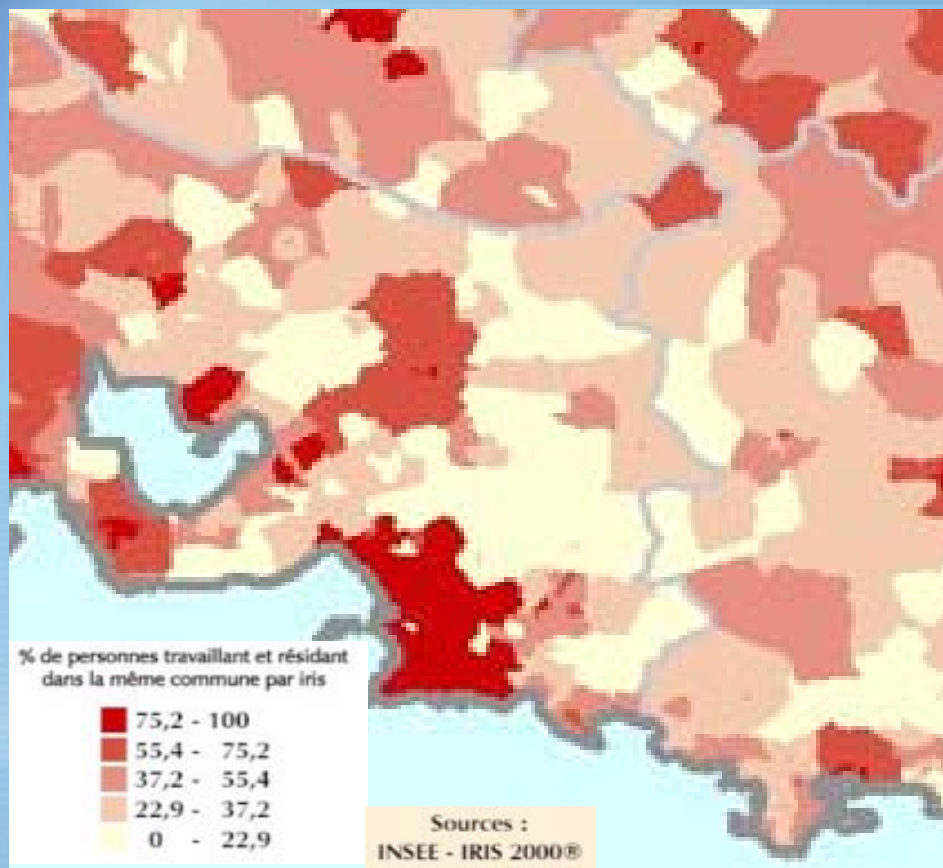 % de personnes travaillant et résidant
dans la même commune par iris
75,2 - 100
55,4 - 75,2
37,2 - 55,4
22,9 - 37,2
0 - 22,9
Sources :
INSEE - IRIS 2000®